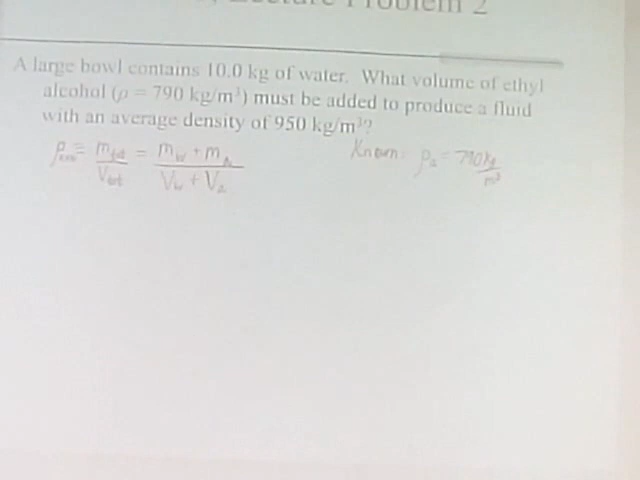 Lecture Problem 2
A large bowl contains 10.0 kg of water. What volume of ethyl
alcohol (ρ = 790 kg/m³) must be added to produce a fluid
with an average density of 950 kg/m³?
= m / V = m_w + m_a / V_w + V_a
Known: ρ_a = 790 kg/m³